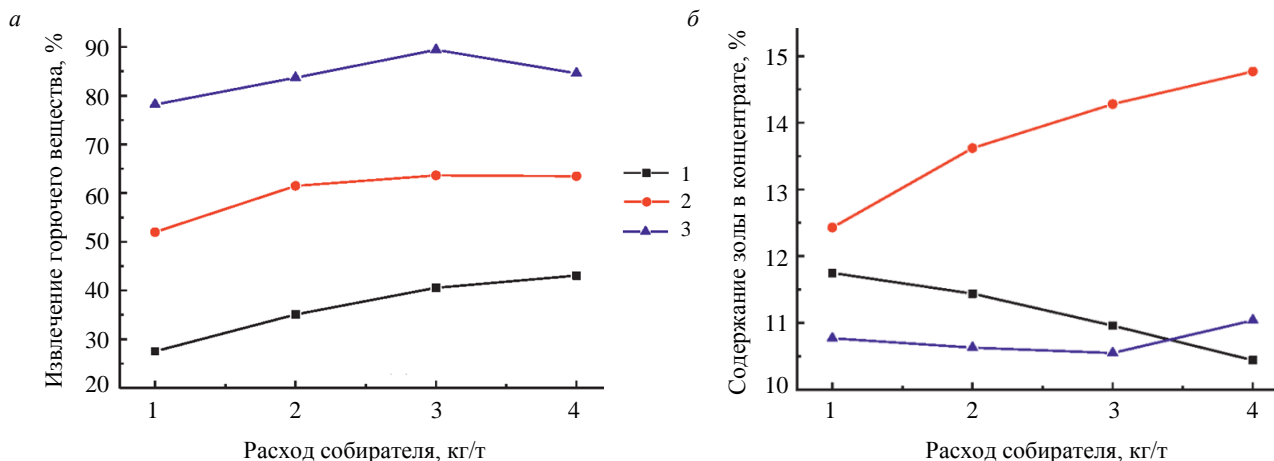 а
Извлечение горючего вещества, %
90
80
70
60
50
40
30
20
1 2 3 4
Расход собирателя, кг/т
1
2
3
б
Содержание золы в концентрате, %
15
14
13
12
11
10
1 2 3 4
Расход собирателя, кг/т